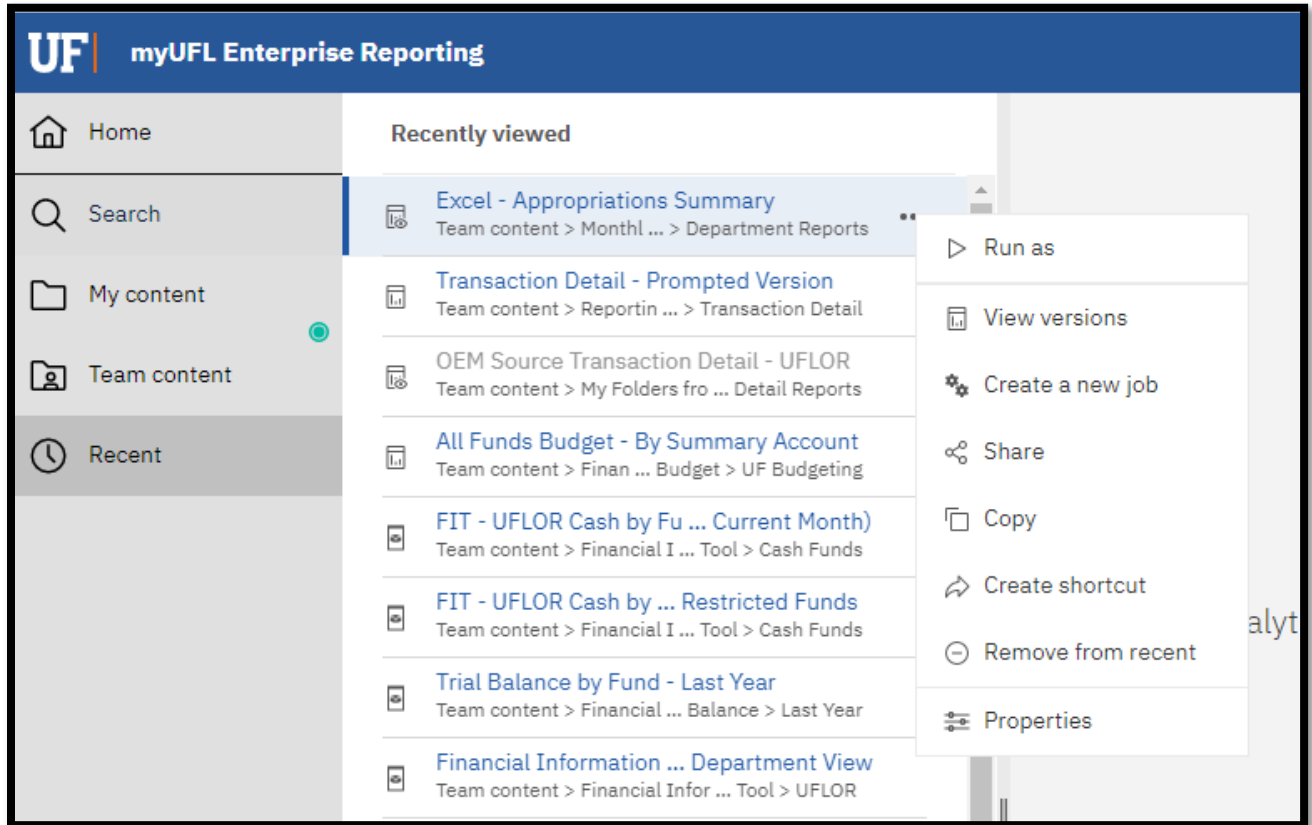 UF myUFL Enterprise Reporting
Home
Search
My content
Team content
Recent
Recently viewed
Excel - Appropriations Summary
Team content > Monthl ... > Department Reports
Transaction Detail - Prompted Version
Team content > Reportin ... > Transaction Detail
OEM Source Transaction Detail - UFLOR
Team content > My Folders fro ... Detail Reports
All Funds Budget - By Summary Account
Team content > Finan ... Budget > UF Budgeting
FIT - UFLOR Cash by Fu ... Current Month)
Team content > Financial I ... Tool > Cash Funds
FIT - UFLOR Cash by ... Restricted Funds
Team content > Financial I ... Tool > Cash Funds
Trial Balance by Fund - Last Year
Team content > Financial ... Balance > Last Year
Financial Information ... Department View
Team content > Financial Infor ... Tool > UFLOR
Run as
View versions
Create a new job
Share
Copy
Create shortcut
Remove from recent
Properties
alyt